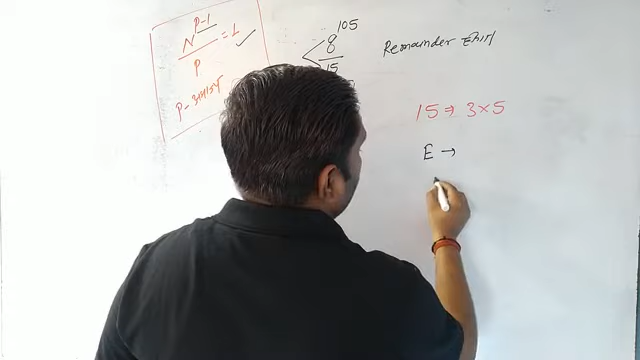 N^(P-1) / P = 1 ✓
P -
8^105 / 15
Remainder
15 ⇒ 3×5
E →